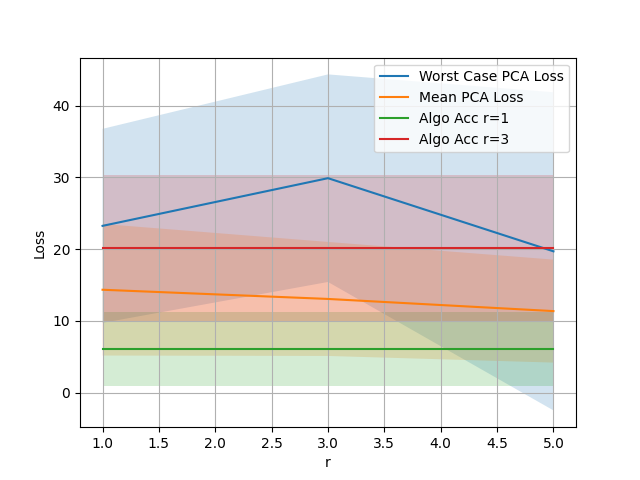 Worst Case PCA Loss
Mean PCA Loss
Algo Acc r=1
Algo Acc r=3
Loss
40
30
20
10
0
1.0 1.5 2.0 2.5 3.0 3.5 4.0 4.5 5.0
r